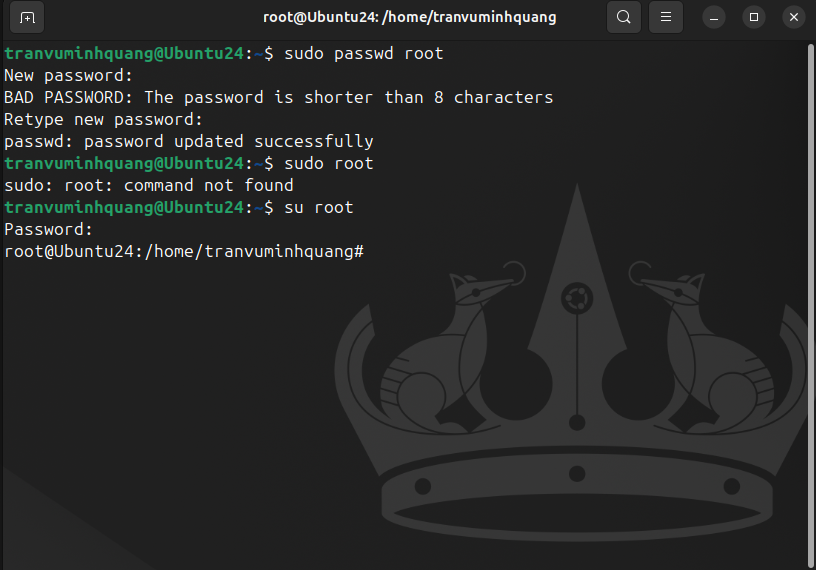 root@Ubuntu24: /home/tranvuminhquang
tranvuminhquang@Ubuntu24:~$ sudo passwd root
New password:
BAD PASSWORD: The password is shorter than 8 characters
Retype new password:
passwd: password updated successfully
tranvuminhquang@Ubuntu24:~$ sudo root
sudo: root: command not found
tranvuminhquang@Ubuntu24:~$ su root
Password:
root@Ubuntu24:/home/tranvuminhquang#